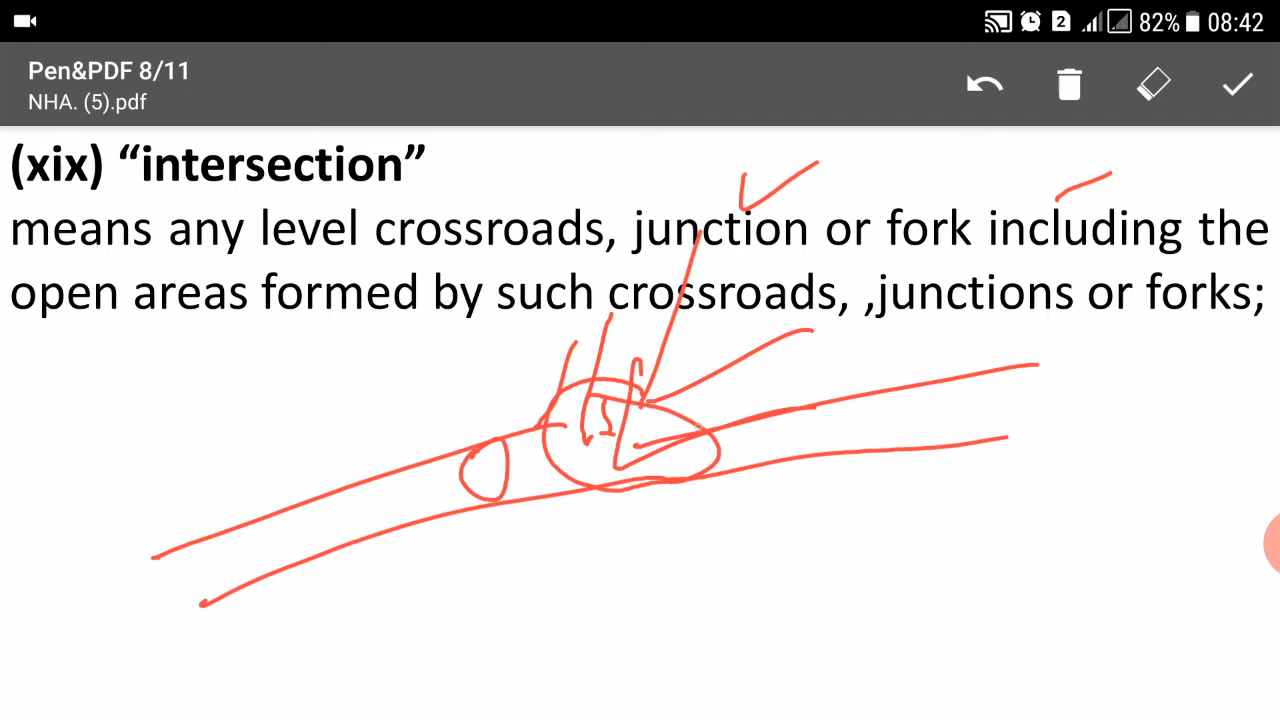 2 82% 08:42
Pen&PDF 8/11
NHA. (5).pdf
(xix) “intersection”
means any level crossroads, junction or fork including the
open areas formed by such crossroads, ,junctions or forks;